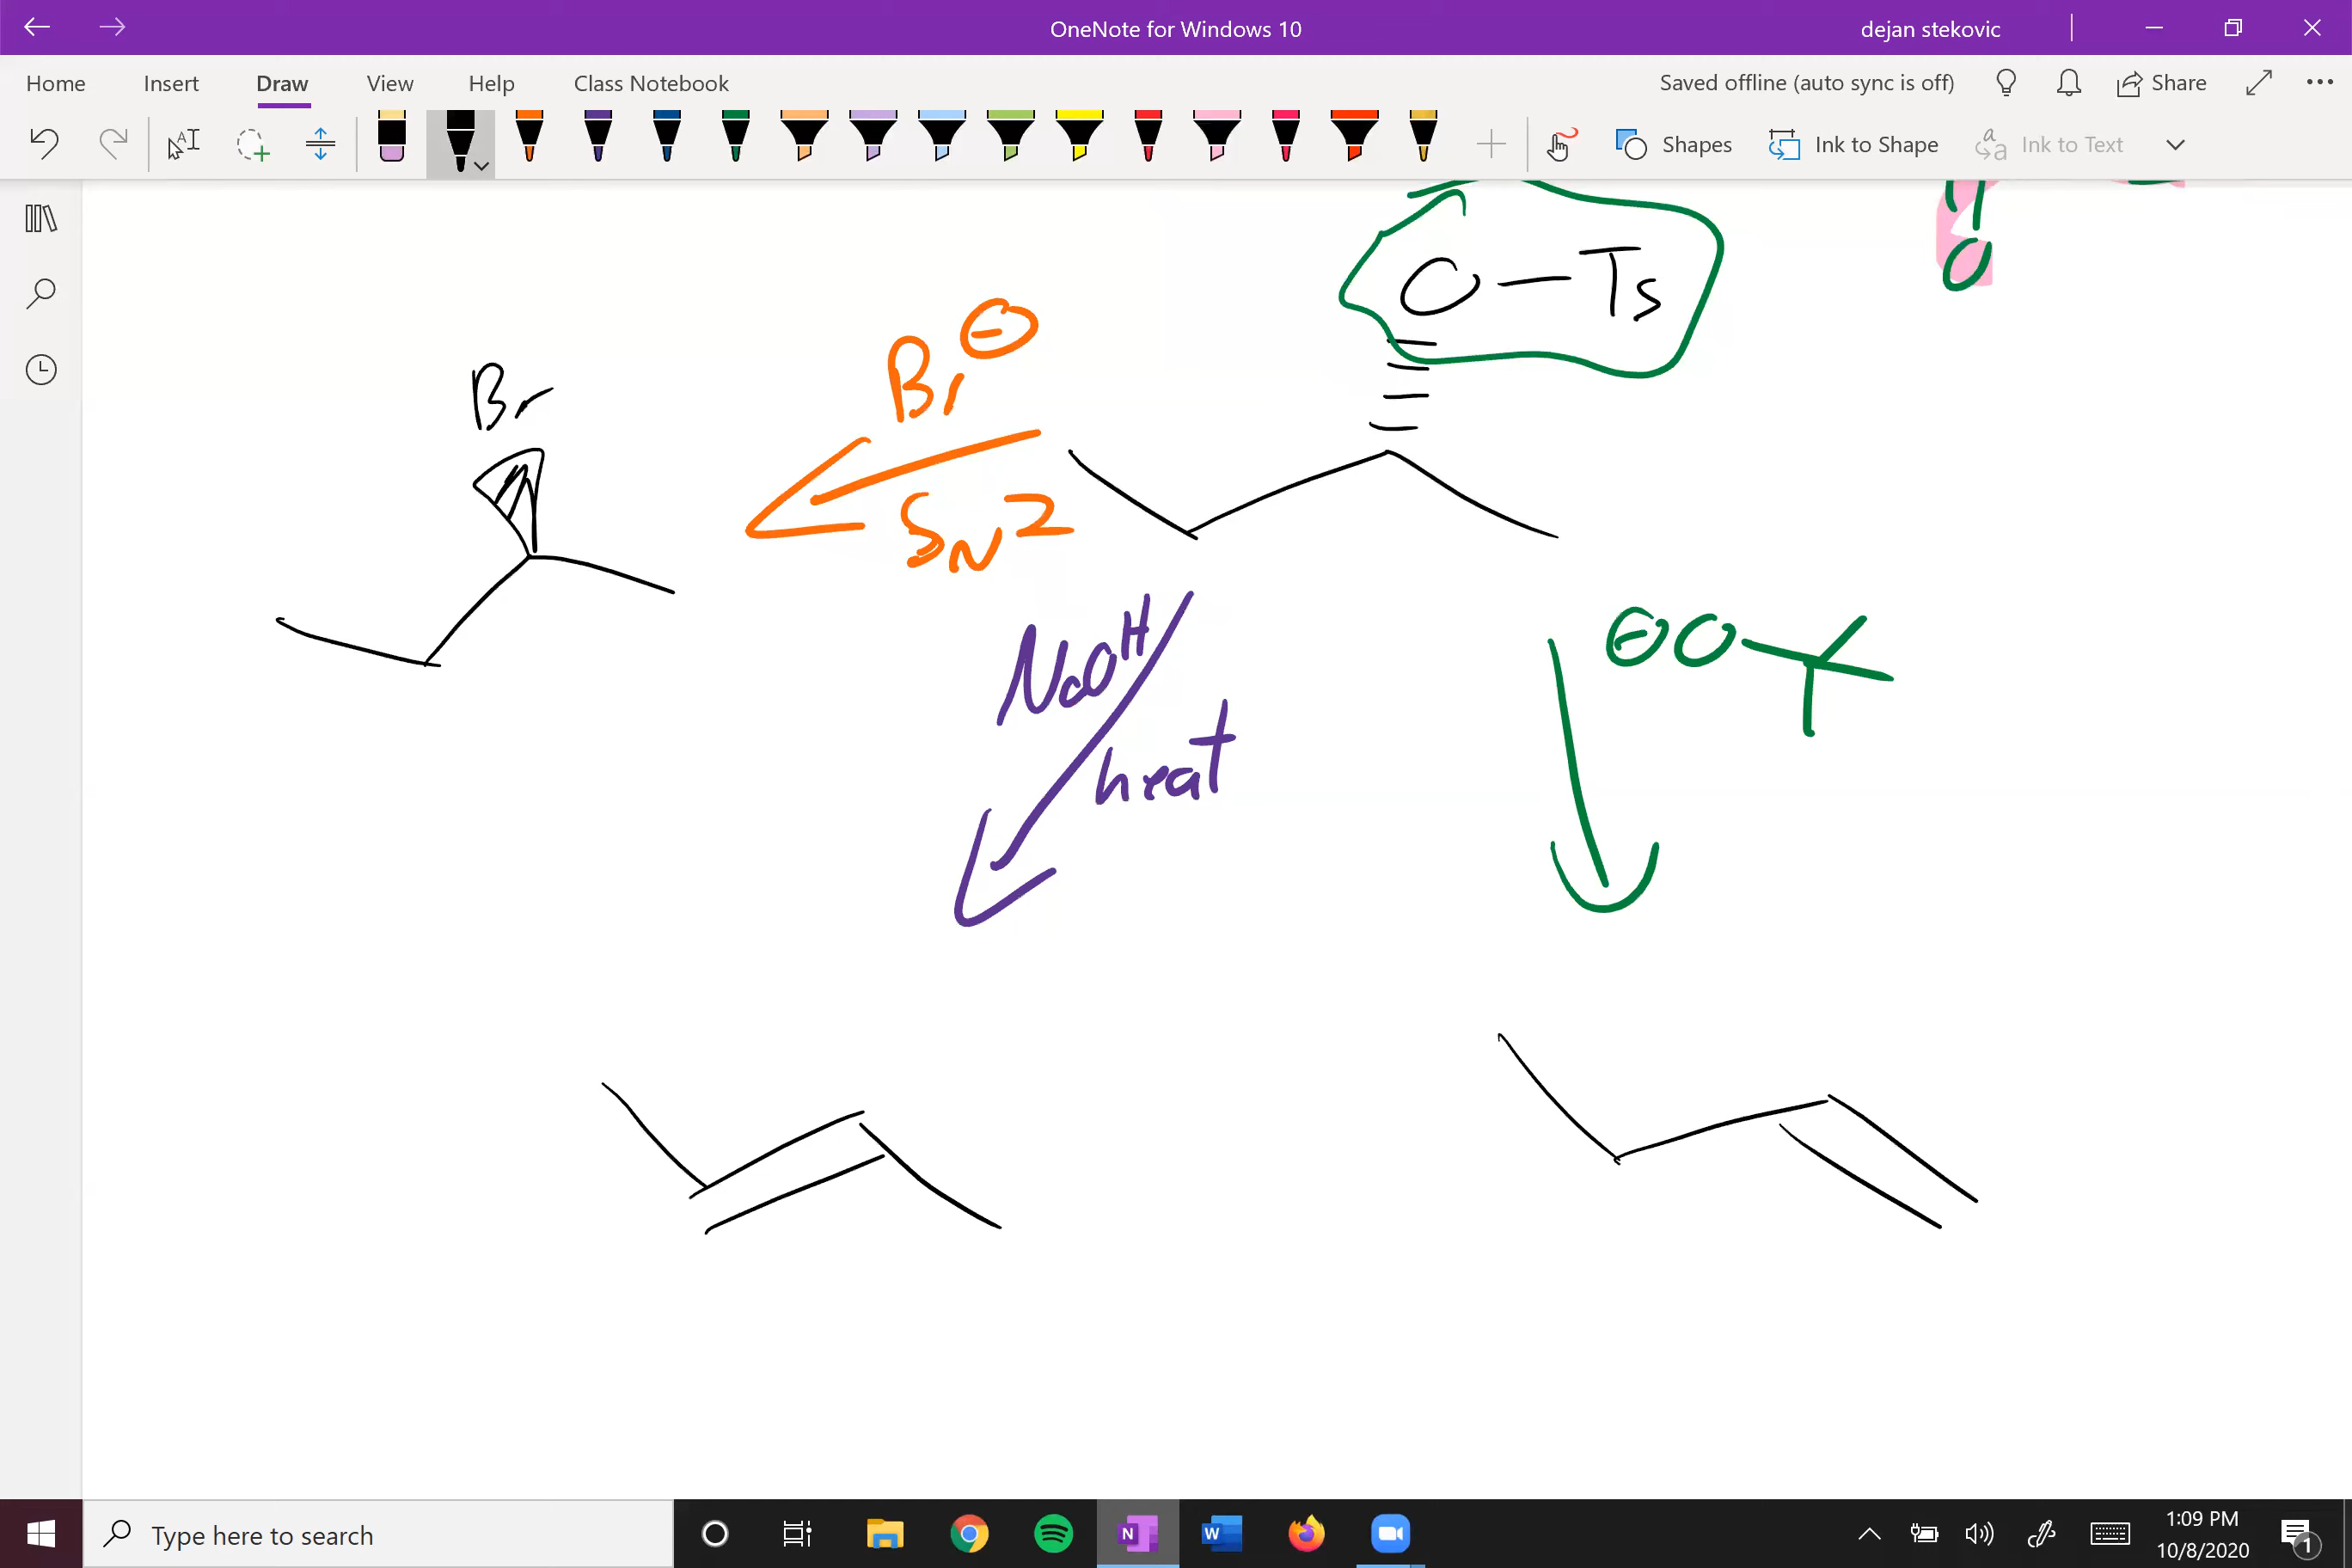 OneNote for Windows 10
dejan stekovic
Home Insert Draw View Help Class Notebook
Saved offline (auto sync is off) Share
Shapes Ink to Shape Ink to Text
O
O—Ts
Br ⊖
Br
SN2
NaOH
heat
⊖O
Type here to search
1:09 PM
10/8/2020
1